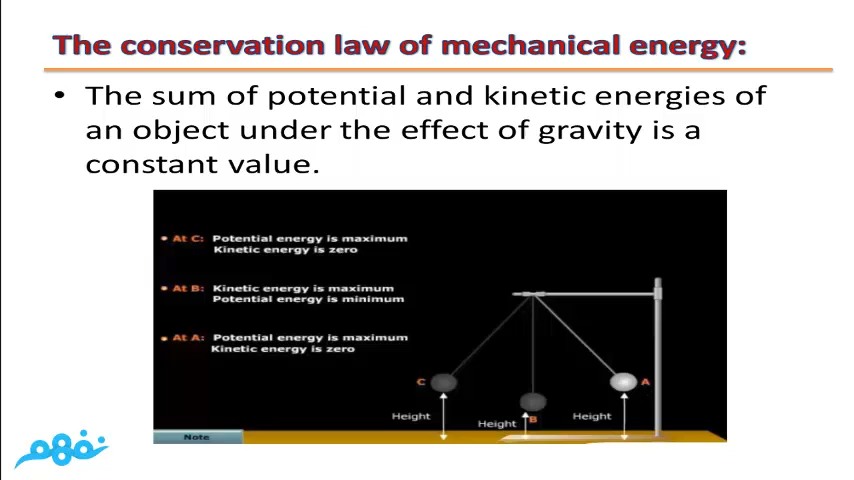 The conservation law of mechanical energy:
• The sum of potential and kinetic energies of
an object under the effect of gravity is a
constant value.
• At C: Potential energy is maximum
Kinetic energy is zero
• At B: Kinetic energy is maximum
Potential energy is minimum
• At A: Potential energy is maximum
Kinetic energy is zero
C
A
B
Height
Height
Height
Note
نفهم